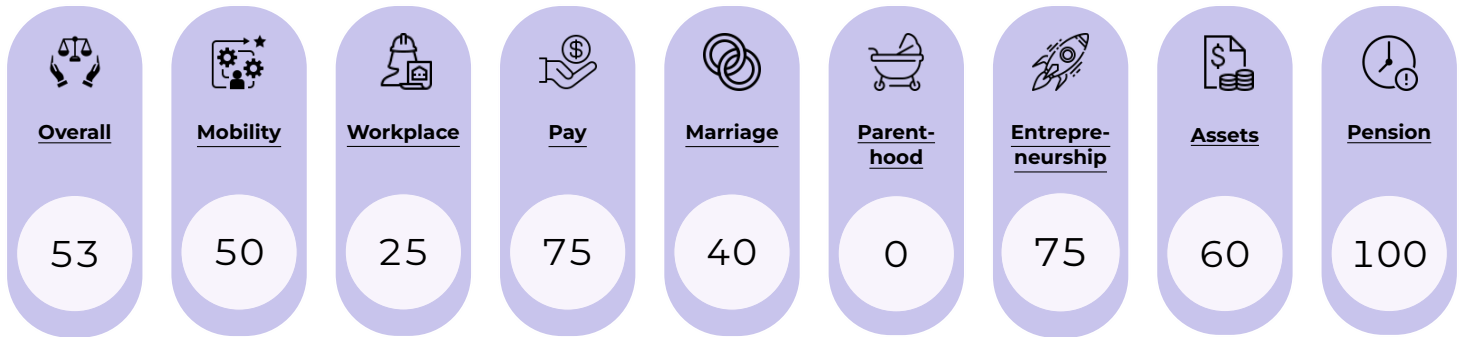 Overall
53
Mobility
50
Workplace
25
Pay
75
Marriage
40
Parent-
hood
0
Entrepre-
neurship
75
Assets
60
Pension
100